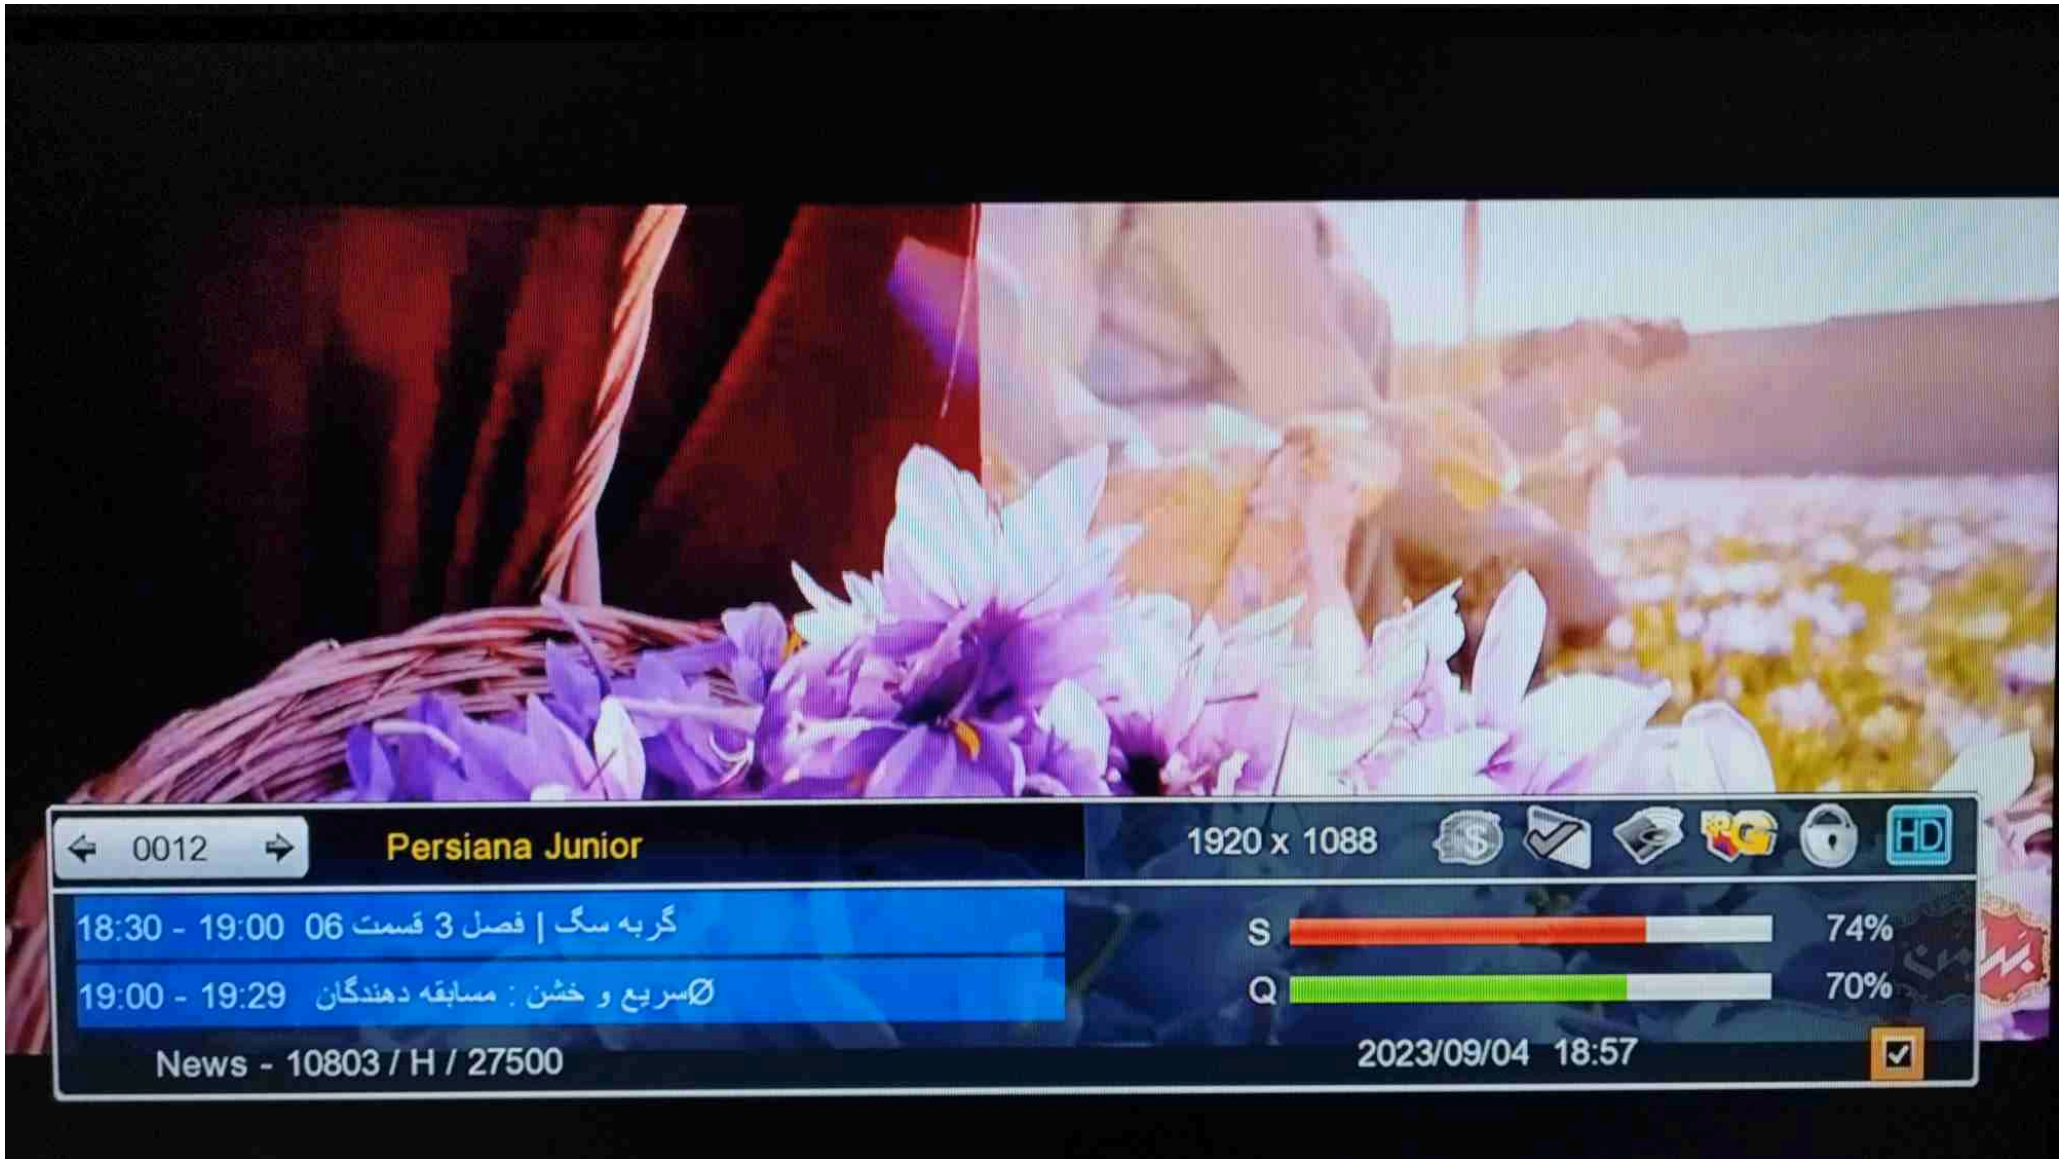 0012 Persiana Junior 1920 x 1088 HD
18:30 - 19:00 گربه سگ | فصل 3 قسمت 06
S 74%
19:00 - 19:29 Øسریع و خشن : مسابقه دهندگان
Q 70%
News - 10803 / H / 27500 2023/09/04 18:57